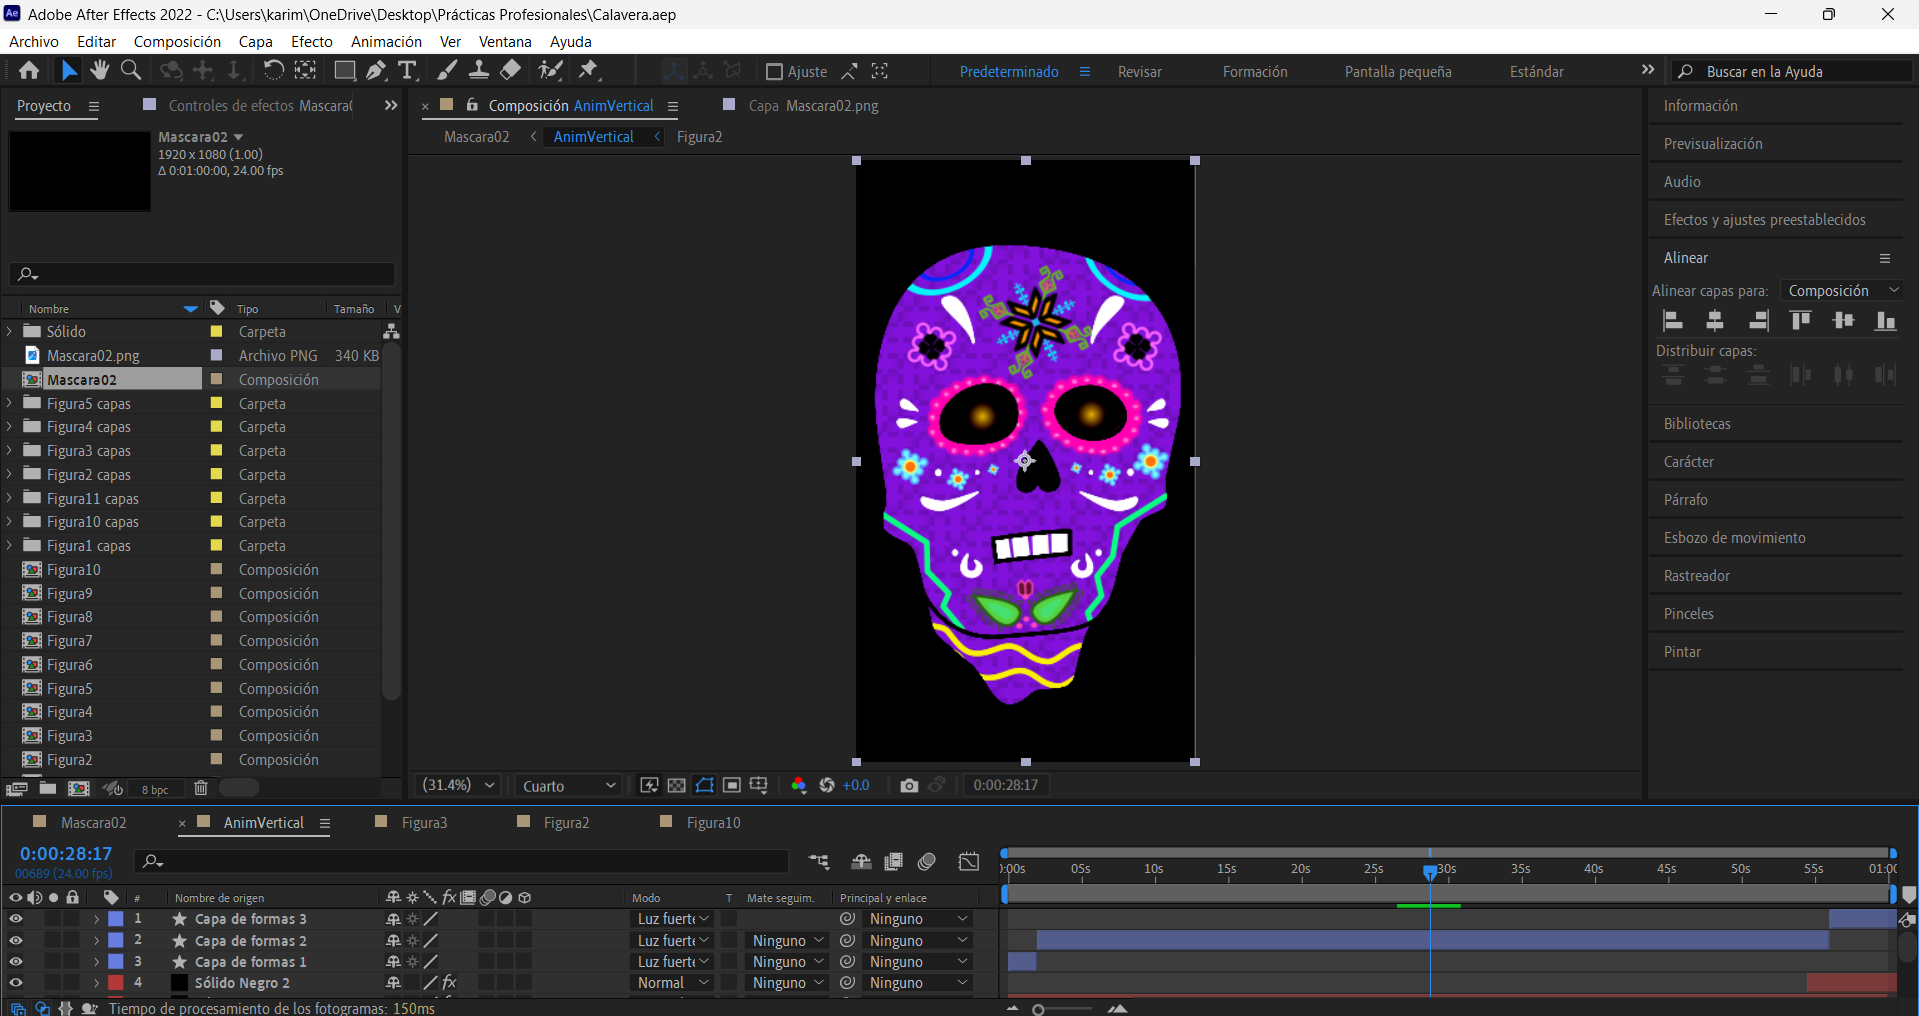 Ae Adobe After Effects 2022 - C:\Users\karim\OneDrive\Desktop\Prácticas Profesionales\Calavera.aep
Archivo Editar Composición Capa Efecto Animación Ver Ventana Ayuda
Ajuste Predeterminado Revisar Formación Pantalla pequeña Estándar Buscar en la Ayuda
Proyecto Controles de efectos Mascara0
Composición AnimVertical Capa Mascara02.png
Mascara02 AnimVertical Figura2
Mascara02
1920 x 1080 (1.00)
Δ 0:01:00:00, 24.00 fps
Nombre Tipo Tamaño V
Sólido Carpeta
Mascara02.png Archivo PNG 340 KB
Mascara02 Composición
Figura5 capas Carpeta
Figura4 capas Carpeta
Figura3 capas Carpeta
Figura2 capas Carpeta
Figura11 capas Carpeta
Figura10 capas Carpeta
Figura1 capas Carpeta
Figura10 Composición
Figura9 Composición
Figura8 Composición
Figura7 Composición
Figura6 Composición
Figura5 Composición
Figura4 Composición
Figura3 Composición
Figura2 Composición
8 bpc
(31.4%) Cuarto +0.0 0:00:28:17
Información
Previsualización
Audio
Efectos y ajustes preestablecidos
Alinear
Alinear capas para: Composición
Distribuir capas:
Bibliotecas
Carácter
Párrafo
Esbozo de movimiento
Rastreador
Pinceles
Pintar
Mascara02 AnimVertical Figura3 Figura2 Figura10
0:00:28:17
00689 (24.00 fps)
):00s 05s 10s 15s 20s 25s 30s 35s 40s 45s 50s 55s 01:00
# Nombre de origen fx Modo T Mate seguim. Principal y enlace
1 Capa de formas 3 Luz fuerte Ninguno
2 Capa de formas 2 Luz fuerte Ninguno Ninguno
3 Capa de formas 1 Luz fuerte Ninguno Ninguno
4 Sólido Negro 2 fx Normal Ninguno Ninguno
Tiempo de procesamiento de los fotogramas: 150ms